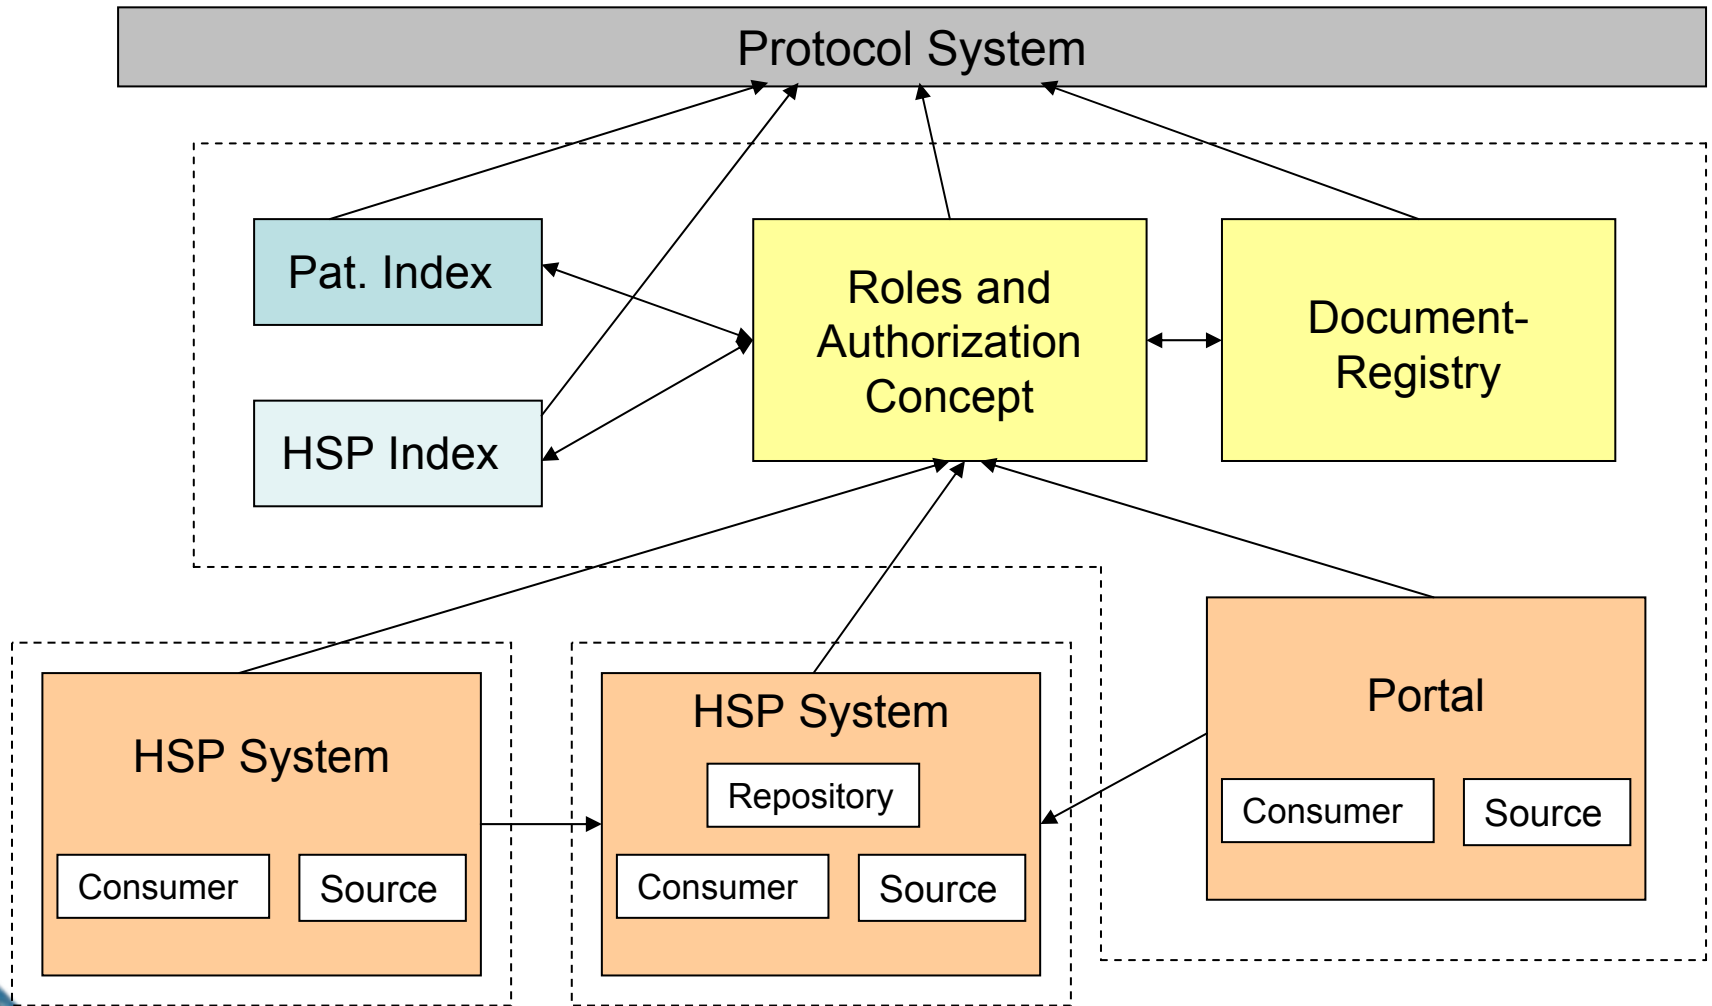 Protocol System
Pat. Index
HSP Index
Roles and
Authorization
Concept
Document-
Registry
HSP System
Consumer
Source
HSP System
Repository
Consumer
Source
Portal
Consumer
Source